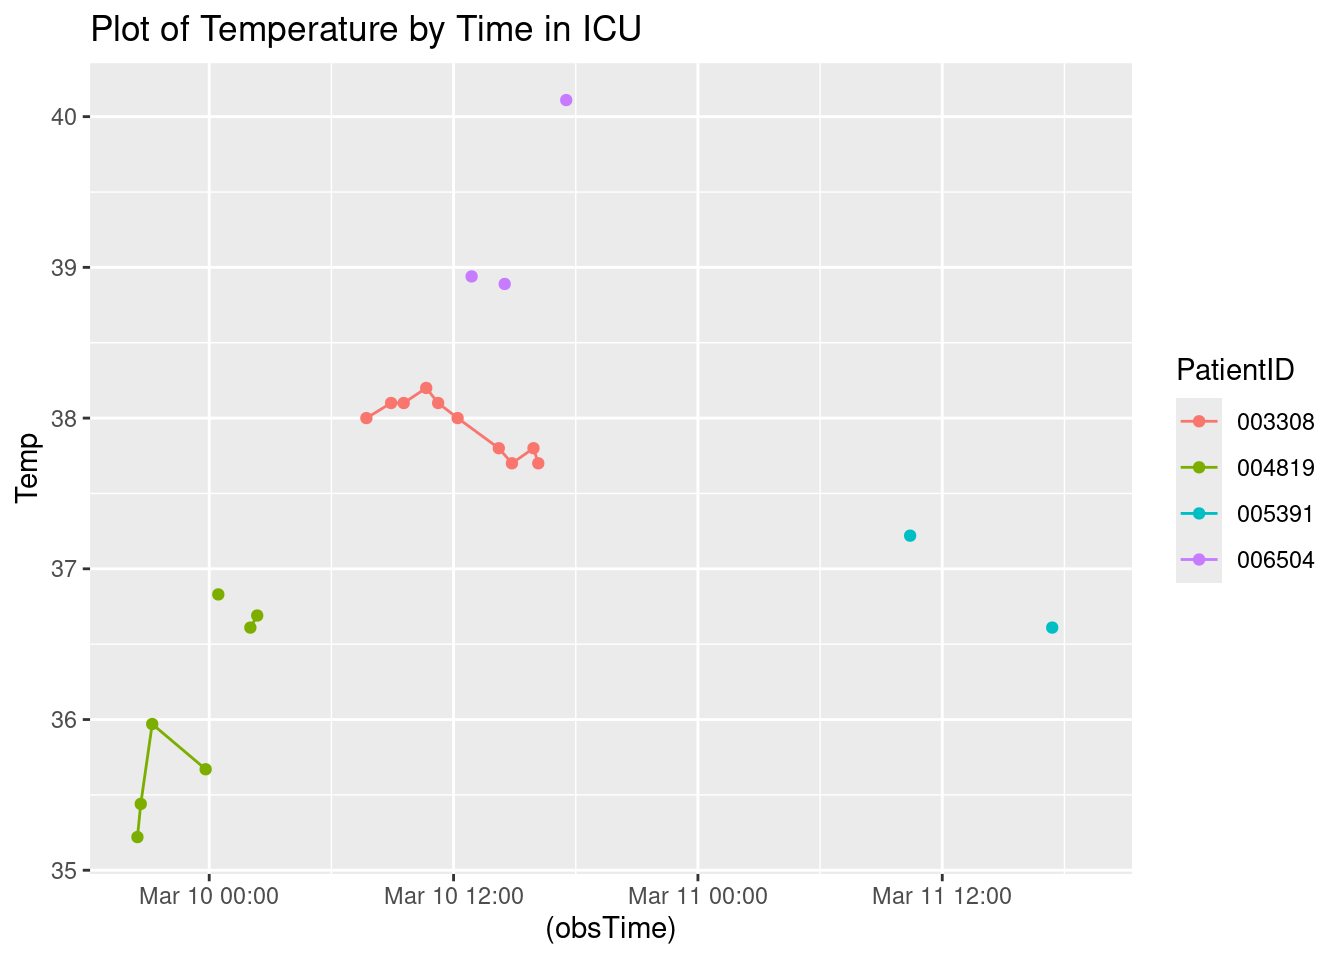 Plot of Temperature by Time in ICU
40
39
38
37
36
35
Temp
Mar 10 00:00
Mar 10 12:00
Mar 11 00:00
Mar 11 12:00
(obsTime)
PatientID
003308
004819
005391
006504